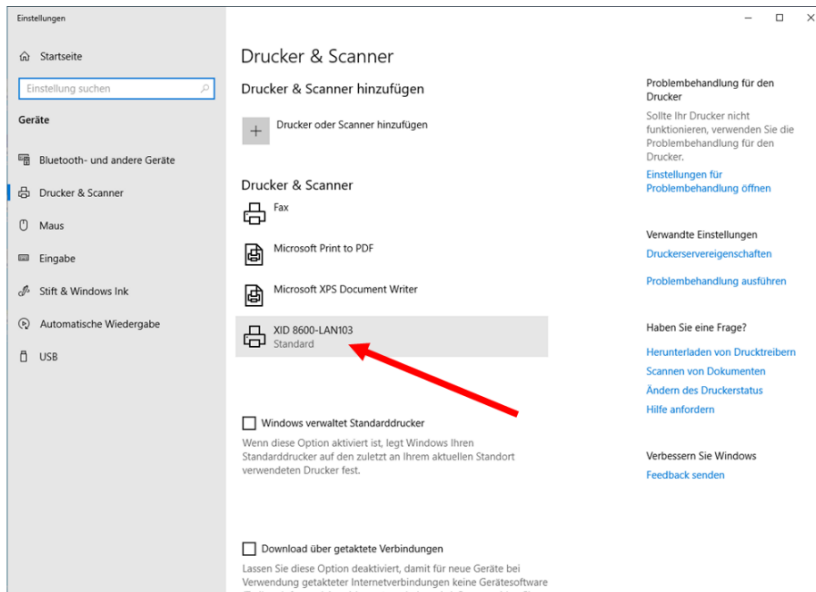 Einstellungen
Startseite
Einstellung suchen
Geräte
Bluetooth- und andere Geräte
Drucker & Scanner
Maus
Eingabe
Stift & Windows Ink
Automatische Wiedergabe
USB
Drucker & Scanner
Drucker & Scanner hinzufügen
Drucker oder Scanner hinzufügen
Drucker & Scanner
Fax
Microsoft Print to PDF
Microsoft XPS Document Writer
XID 8600-LAN103
Standard
Windows verwaltet Standarddrucker
Wenn diese Option aktiviert ist, legt Windows Ihren
Standarddrucker auf den zuletzt an Ihrem aktuellen Standort
verwendeten Drucker fest.
Download über getaktete Verbindungen
Lassen Sie diese Option deaktiviert, damit für neue Geräte bei
Verwendung getakteter Internetverbindungen keine Gerätesoftware
Problembehandlung für den
Drucker
Sollte Ihr Drucker nicht
funktionieren, verwenden Sie die
Problembehandlung für den
Drucker.
Einstellungen für
Problembehandlung öffnen
Verwandte Einstellungen
Druckerservereigenschaften
Problembehandlung ausführen
Haben Sie eine Frage?
Herunterladen von Drucktreibern
Scannen von Dokumenten
Ändern des Druckerstatus
Hilfe anfordern
Verbessern Sie Windows
Feedback senden